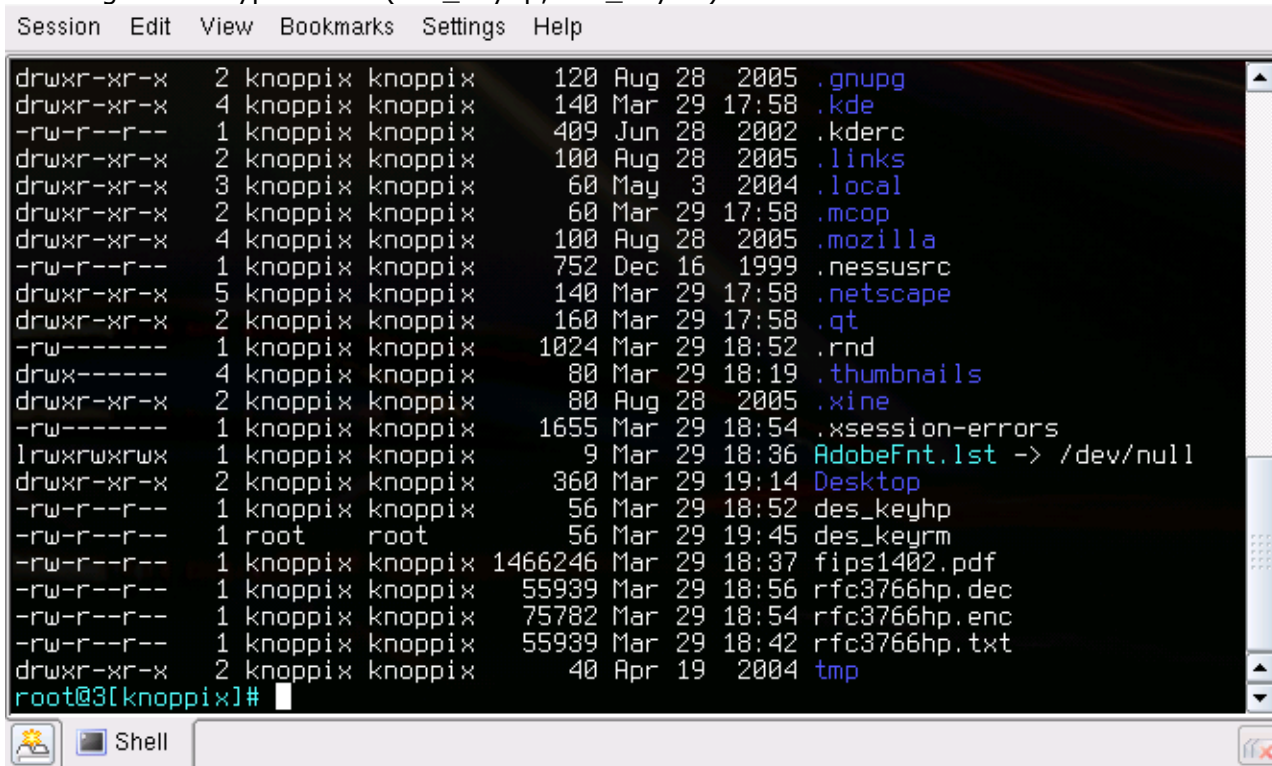 Session Edit View Bookmarks Settings Help
drwxr-xr-x 2 knoppix knoppix 120 Aug 28 2005 .gnupg
drwxr-xr-x 4 knoppix knoppix 140 Mar 29 17:58 .kde
-rw-r--r-- 1 knoppix knoppix 409 Jun 28 2002 .kderc
drwxr-xr-x 2 knoppix knoppix 100 Aug 28 2005 .links
drwxr-xr-x 3 knoppix knoppix 60 May 3 2004 .local
drwxr-xr-x 2 knoppix knoppix 60 Mar 29 17:58 .mcop
drwxr-xr-x 4 knoppix knoppix 100 Aug 28 2005 .mozilla
-rw-r--r-- 1 knoppix knoppix 752 Dec 16 1999 .nessusrc
drwxr-xr-x 5 knoppix knoppix 140 Mar 29 17:58 .netscape
drwxr-xr-x 2 knoppix knoppix 160 Mar 29 17:58 .qt
-rw------- 1 knoppix knoppix 1024 Mar 29 18:52 .rnd
drwx------ 4 knoppix knoppix 80 Mar 29 18:19 .thumbnails
drwxr-xr-x 2 knoppix knoppix 80 Aug 28 2005 .xine
-rw------- 1 knoppix knoppix 1655 Mar 29 18:54 .xsession-errors
lrwxrwxrwx 1 knoppix knoppix 9 Mar 29 18:36 AdobeFnt.lst -> /dev/null
drwxr-xr-x 2 knoppix knoppix 360 Mar 29 19:14 Desktop
-rw-r--r-- 1 knoppix knoppix 56 Mar 29 18:52 des_keyhp
-rw-r--r-- 1 root root 56 Mar 29 19:45 des_keyrm
-rw-r--r-- 1 knoppix knoppix 1466246 Mar 29 18:37 fips1402.pdf
-rw-r--r-- 1 knoppix knoppix 55939 Mar 29 18:56 rfc3766hp.dec
-rw-r--r-- 1 knoppix knoppix 75782 Mar 29 18:54 rfc3766hp.enc
-rw-r--r-- 1 knoppix knoppix 55939 Mar 29 18:42 rfc3766hp.txt
drwxr-xr-x 2 knoppix knoppix 40 Apr 19 2004 tmp
root@3[knoppix]#
Shell